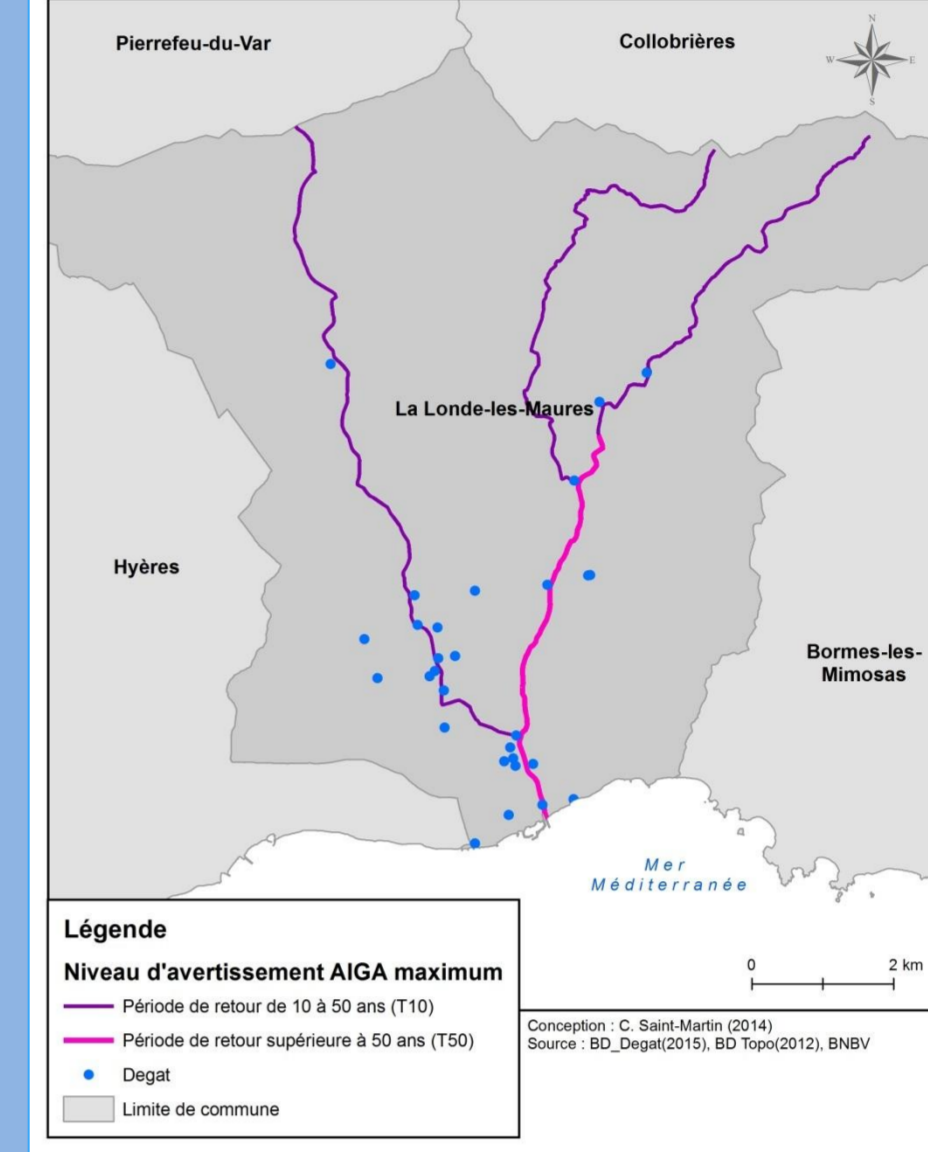 Pierrefeu-du-Var
Collobrières
N
W
E
S
La Londe-les-Maures
Hyères
Bormes-les-
Mimosas
Mer
Méditerranée
Légende
Niveau d'avertissement AIGA maximum
Période de retour de 10 à 50 ans (T10)
Période de retour supérieure à 50 ans (T50)
Degat
Limite de commune
0
2 km
Conception : C. Saint-Martin (2014)
Source : BD_Degat(2015), BD Topo(2012), BNBV